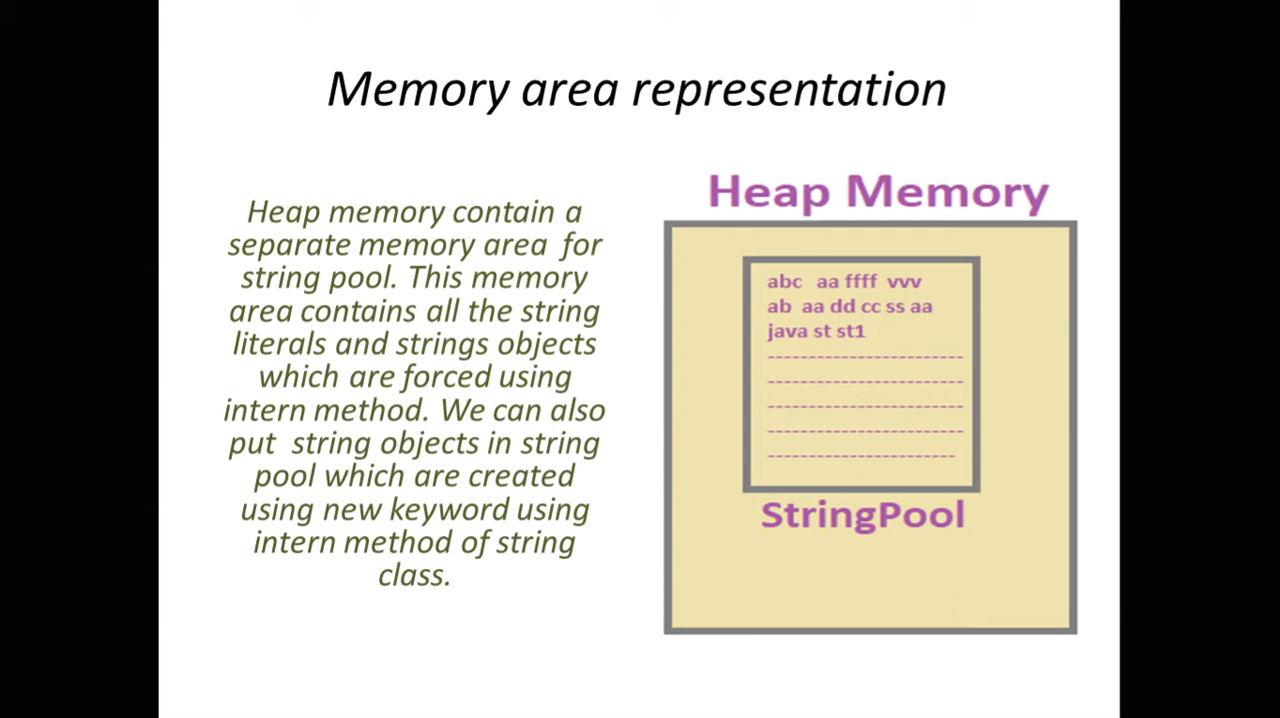 Memory area representation
Heap memory contain a
separate memory area for
string pool. This memory
area contains all the string
literals and strings objects
which are forced using
intern method. We can also
put string objects in string
pool which are created
using new keyword using
intern method of string
class.
Heap Memory
abc aa ffff vvv
ab aa dd cc ss aa
java st st1
-------------------------
-------------------------
-------------------------
-------------------------
------------------------
StringPool